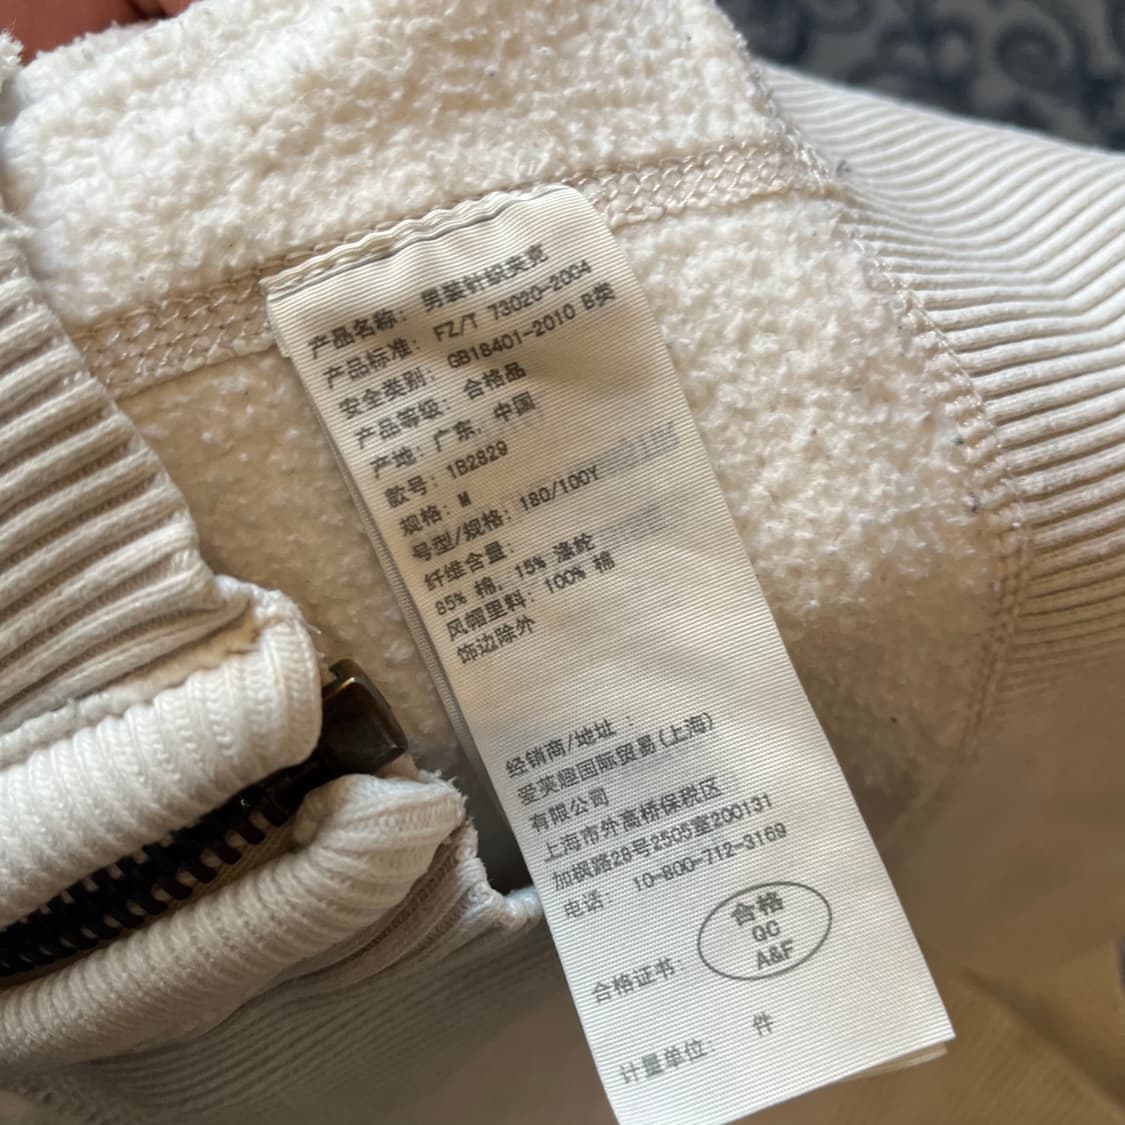 产品名称: 男装针织夹克
产品标准: FZ/T 73020-2004
安全类别: GB18401-2010 B类
产品等级: 合格品
产地: 广东, 中国
款号: 1B2829
规格: M
号型/规格: 180/100Y
纤维含量:
85% 棉, 15% 涤纶
风帽里料: 100% 棉
饰边除外
经销商/地址 :
爱芙趣国际贸易(上海)
有限公司
上海市外高桥保税区
加枫路28号2505室200131
电话: 10-800-712-3169
合格
QC
A&F
合格证书:
件
计量单位: